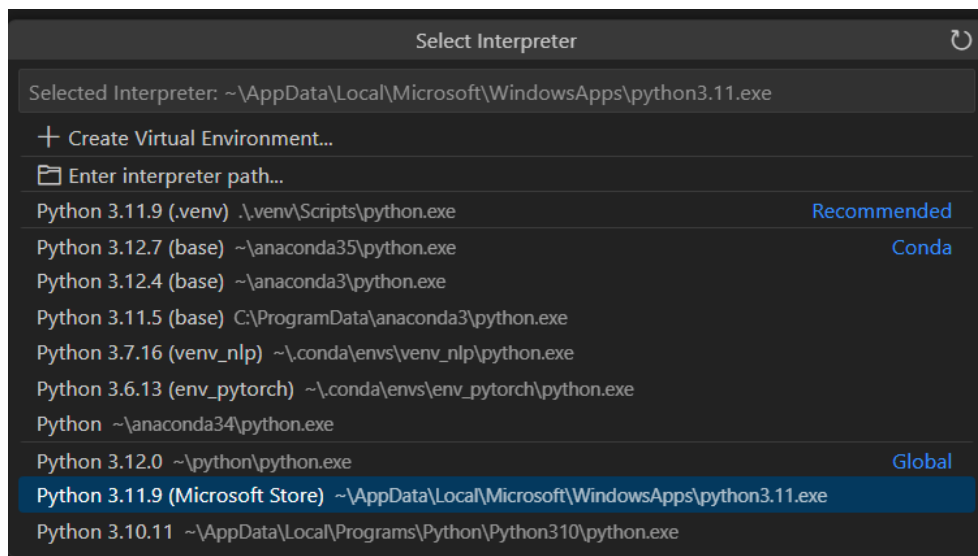 Select Interpreter
Selected Interpreter: ~\AppData\Local\Microsoft\WindowsApps\python3.11.exe
Create Virtual Environment...
Enter interpreter path...
Python 3.11.9 (.venv) .\.venv\Scripts\python.exe Recommended
Python 3.12.7 (base) ~\anaconda35\python.exe Conda
Python 3.12.4 (base) ~\anaconda3\python.exe
Python 3.11.5 (base) C:\ProgramData\anaconda3\python.exe
Python 3.7.16 (venv_nlp) ~\.conda\envs\venv_nlp\python.exe
Python 3.6.13 (env_pytorch) ~\.conda\envs\env_pytorch\python.exe
Python ~\anaconda34\python.exe
Python 3.12.0 ~\python\python.exe Global
Python 3.11.9 (Microsoft Store) ~\AppData\Local\Microsoft\WindowsApps\python3.11.exe
Python 3.10.11 ~\AppData\Local\Programs\Python\Python310\python.exe